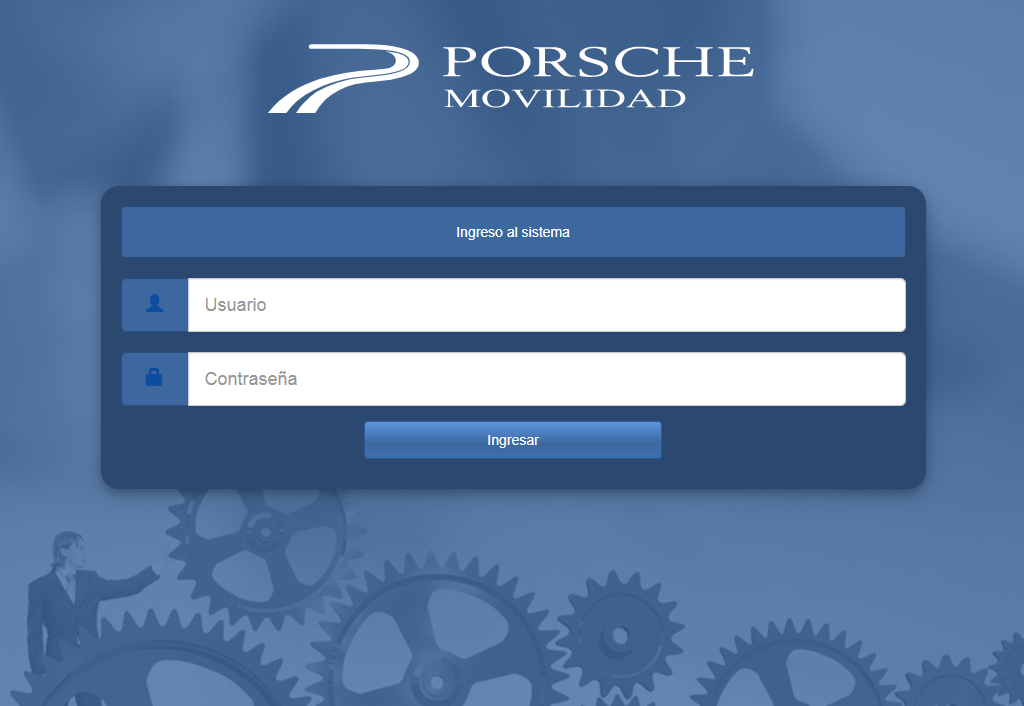 PORSCHE
MOVILIDAD
Ingreso al sistema
Usuario
Contraseña
Ingresar